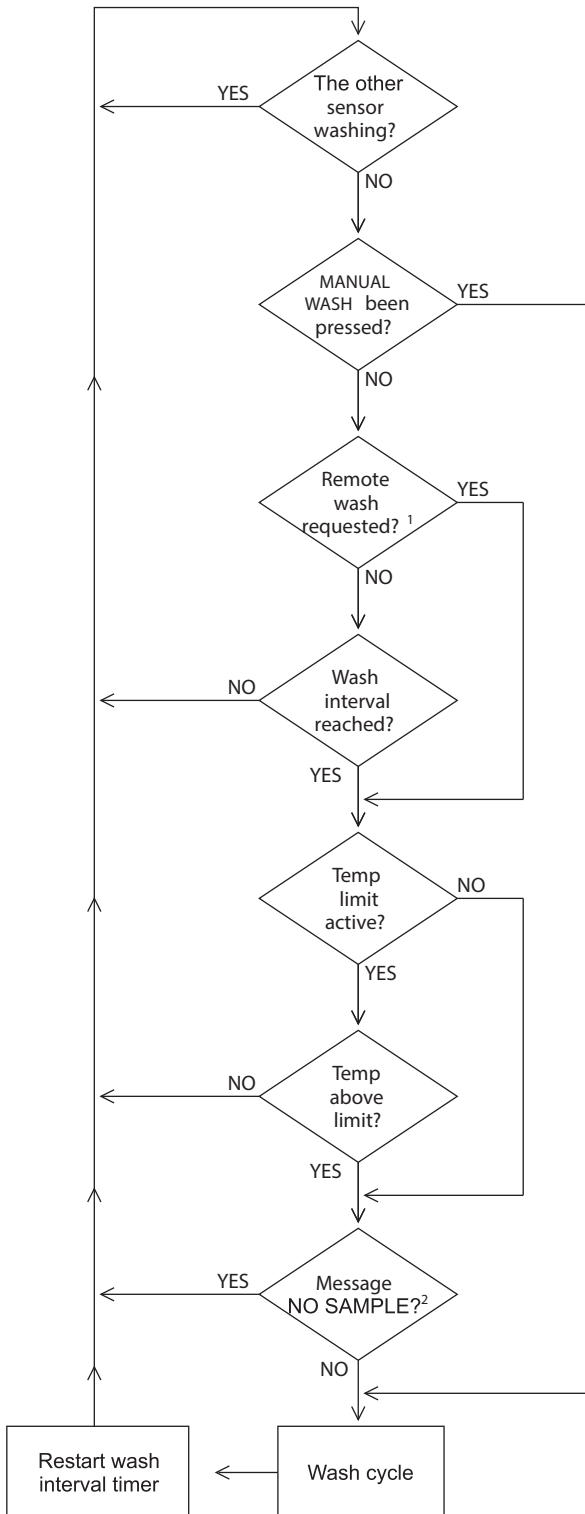 The other
sensor
washing?
YES
NO
MANUAL
WASH been
pressed?
YES
NO
Remote
wash
requested? 1
YES
NO
Wash
interval
reached?
NO
YES
Temp
limit
active?
NO
YES
Temp
above
limit?
NO
YES
Message
NO SAMPLE?2
YES
NO
Restart wash
interval timer
Wash cycle